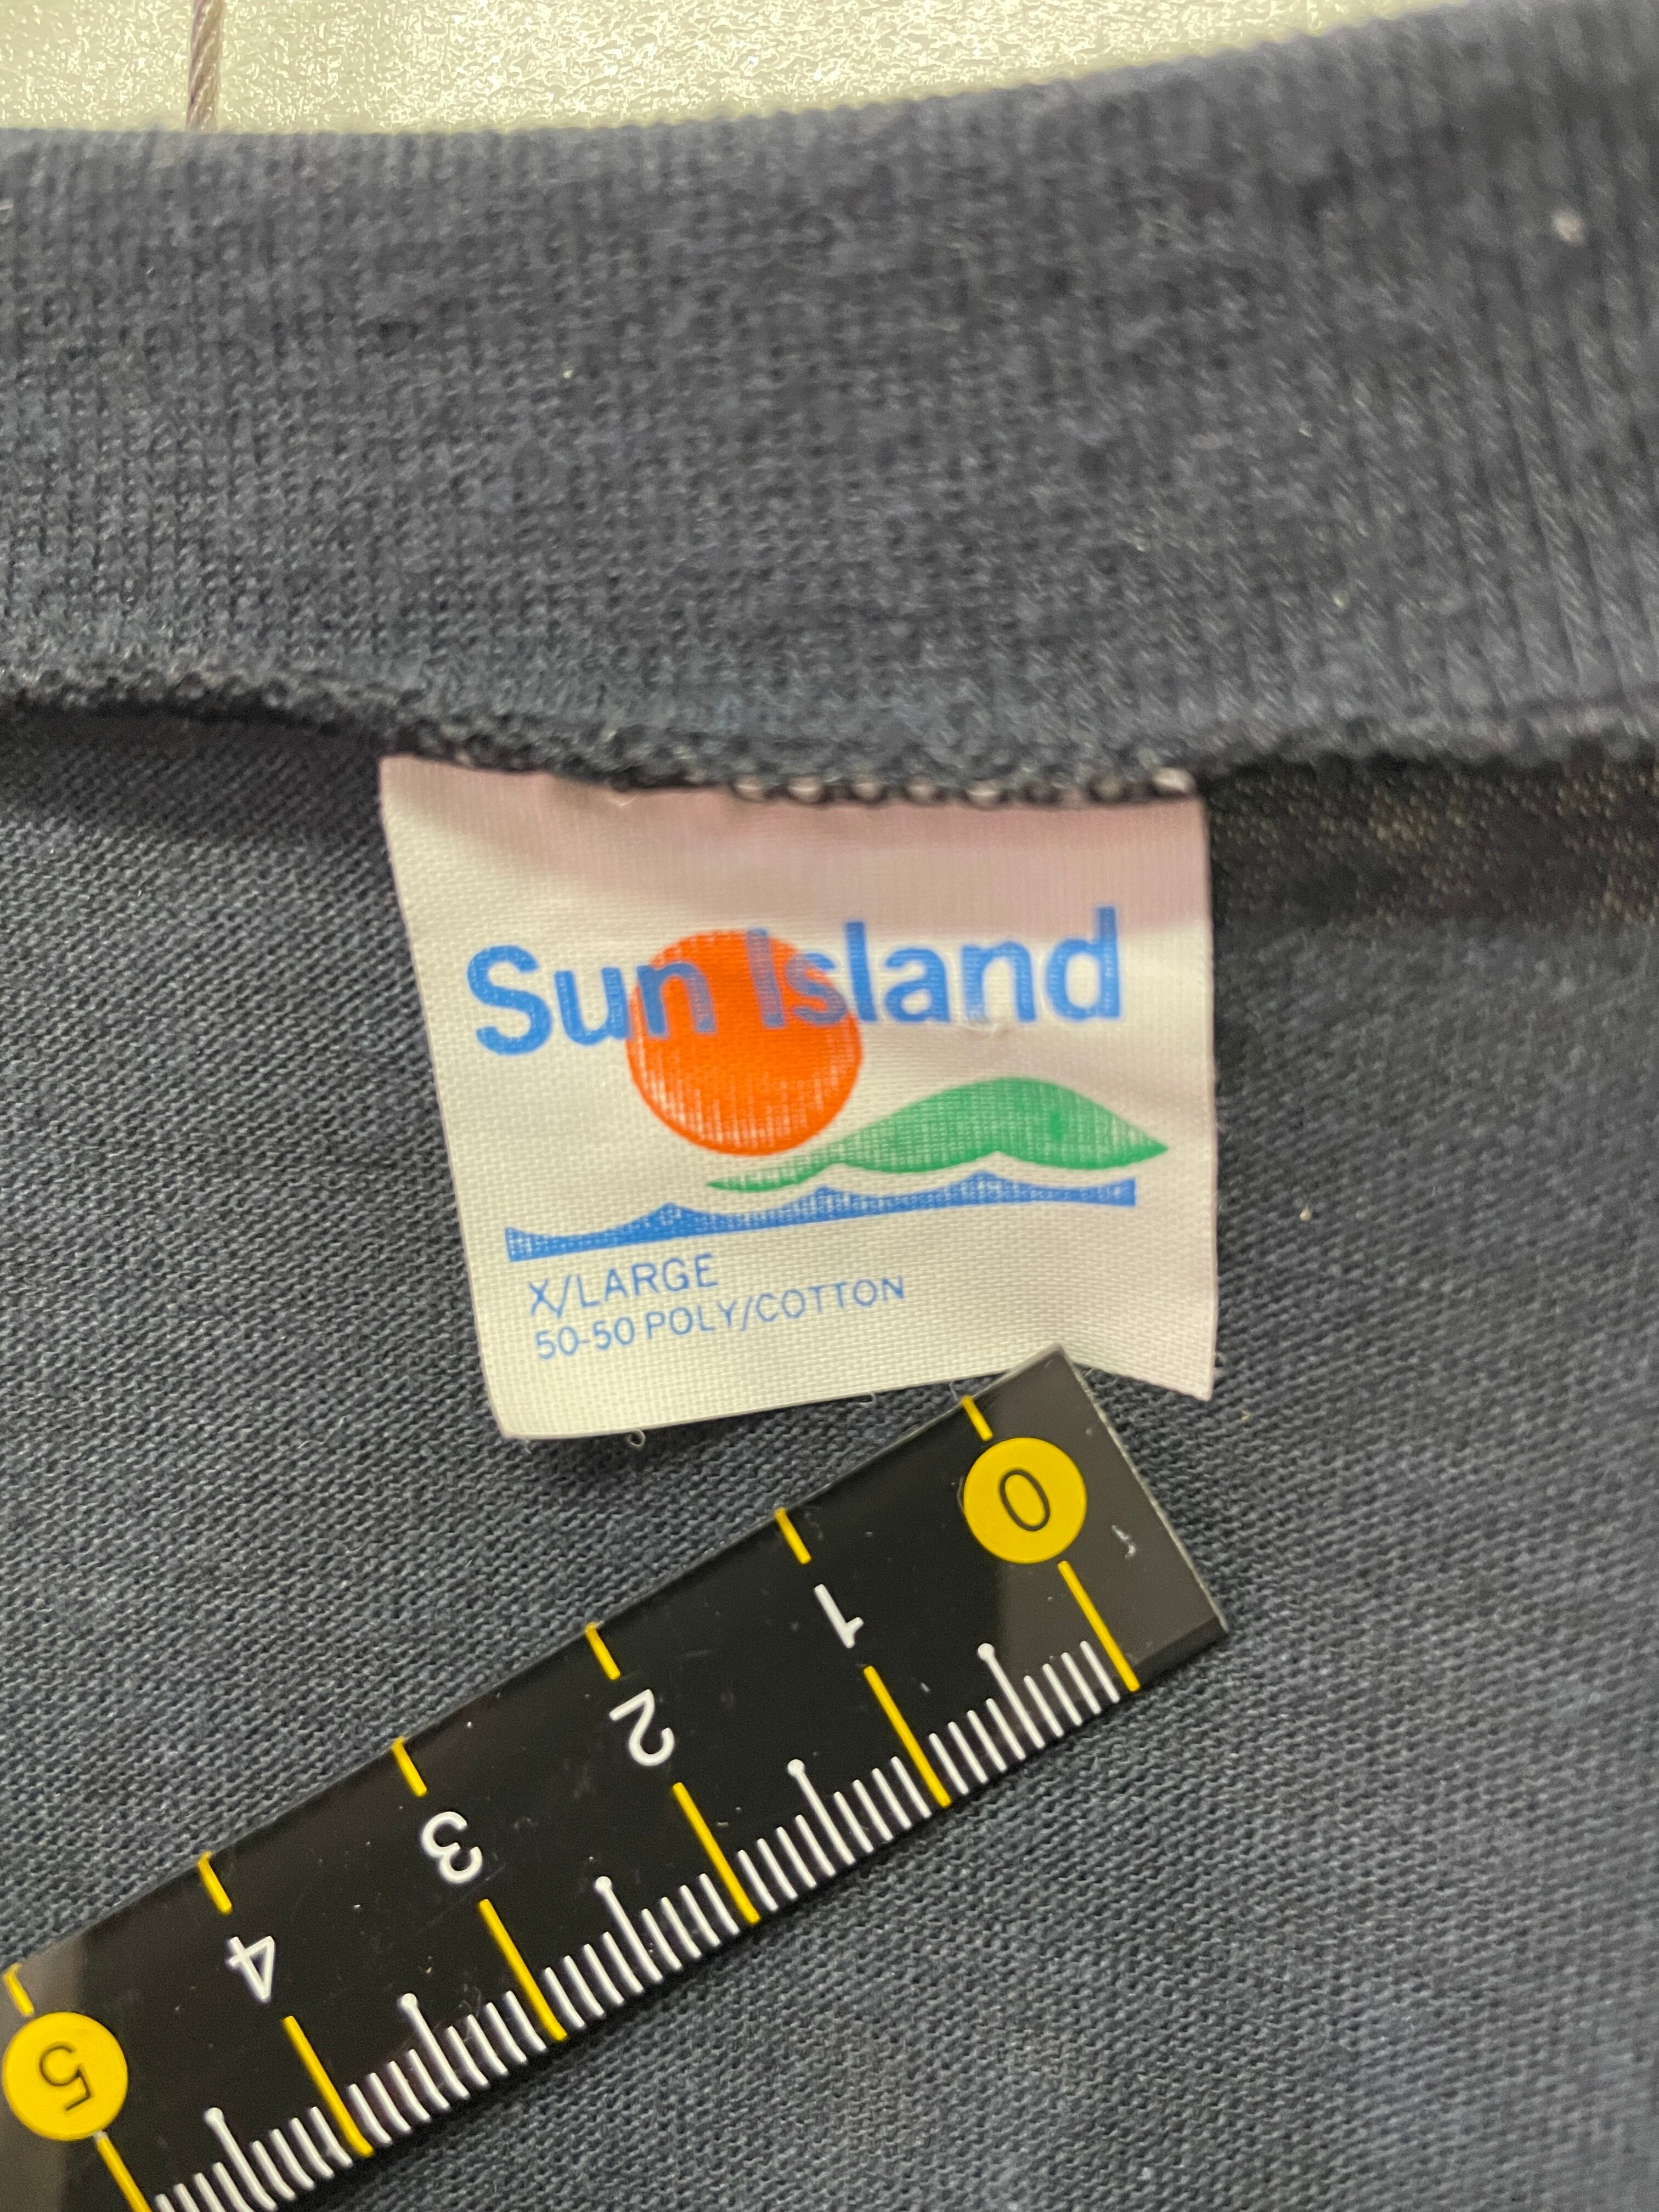 Sun Island
X/LARGE
50-50 POLY/COTTON
0
1
2
3
4
5